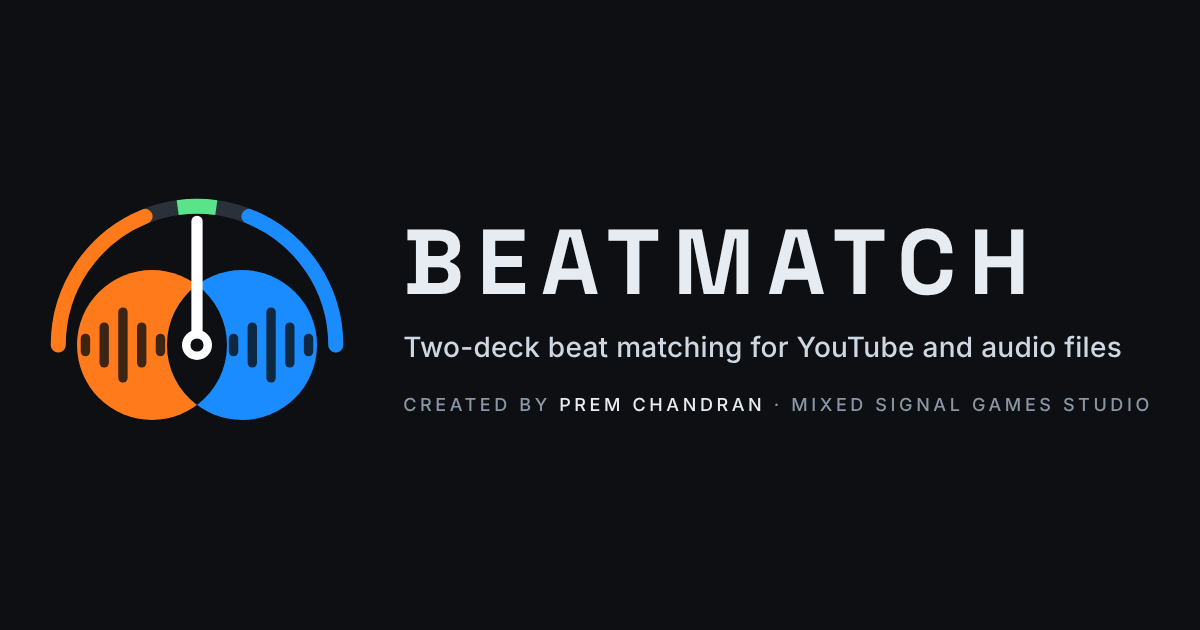 BEATMATCH
Two-deck beat matching for YouTube and audio files
CREATED BY PREM CHANDRAN · MIXED SIGNAL GAMES STUDIO